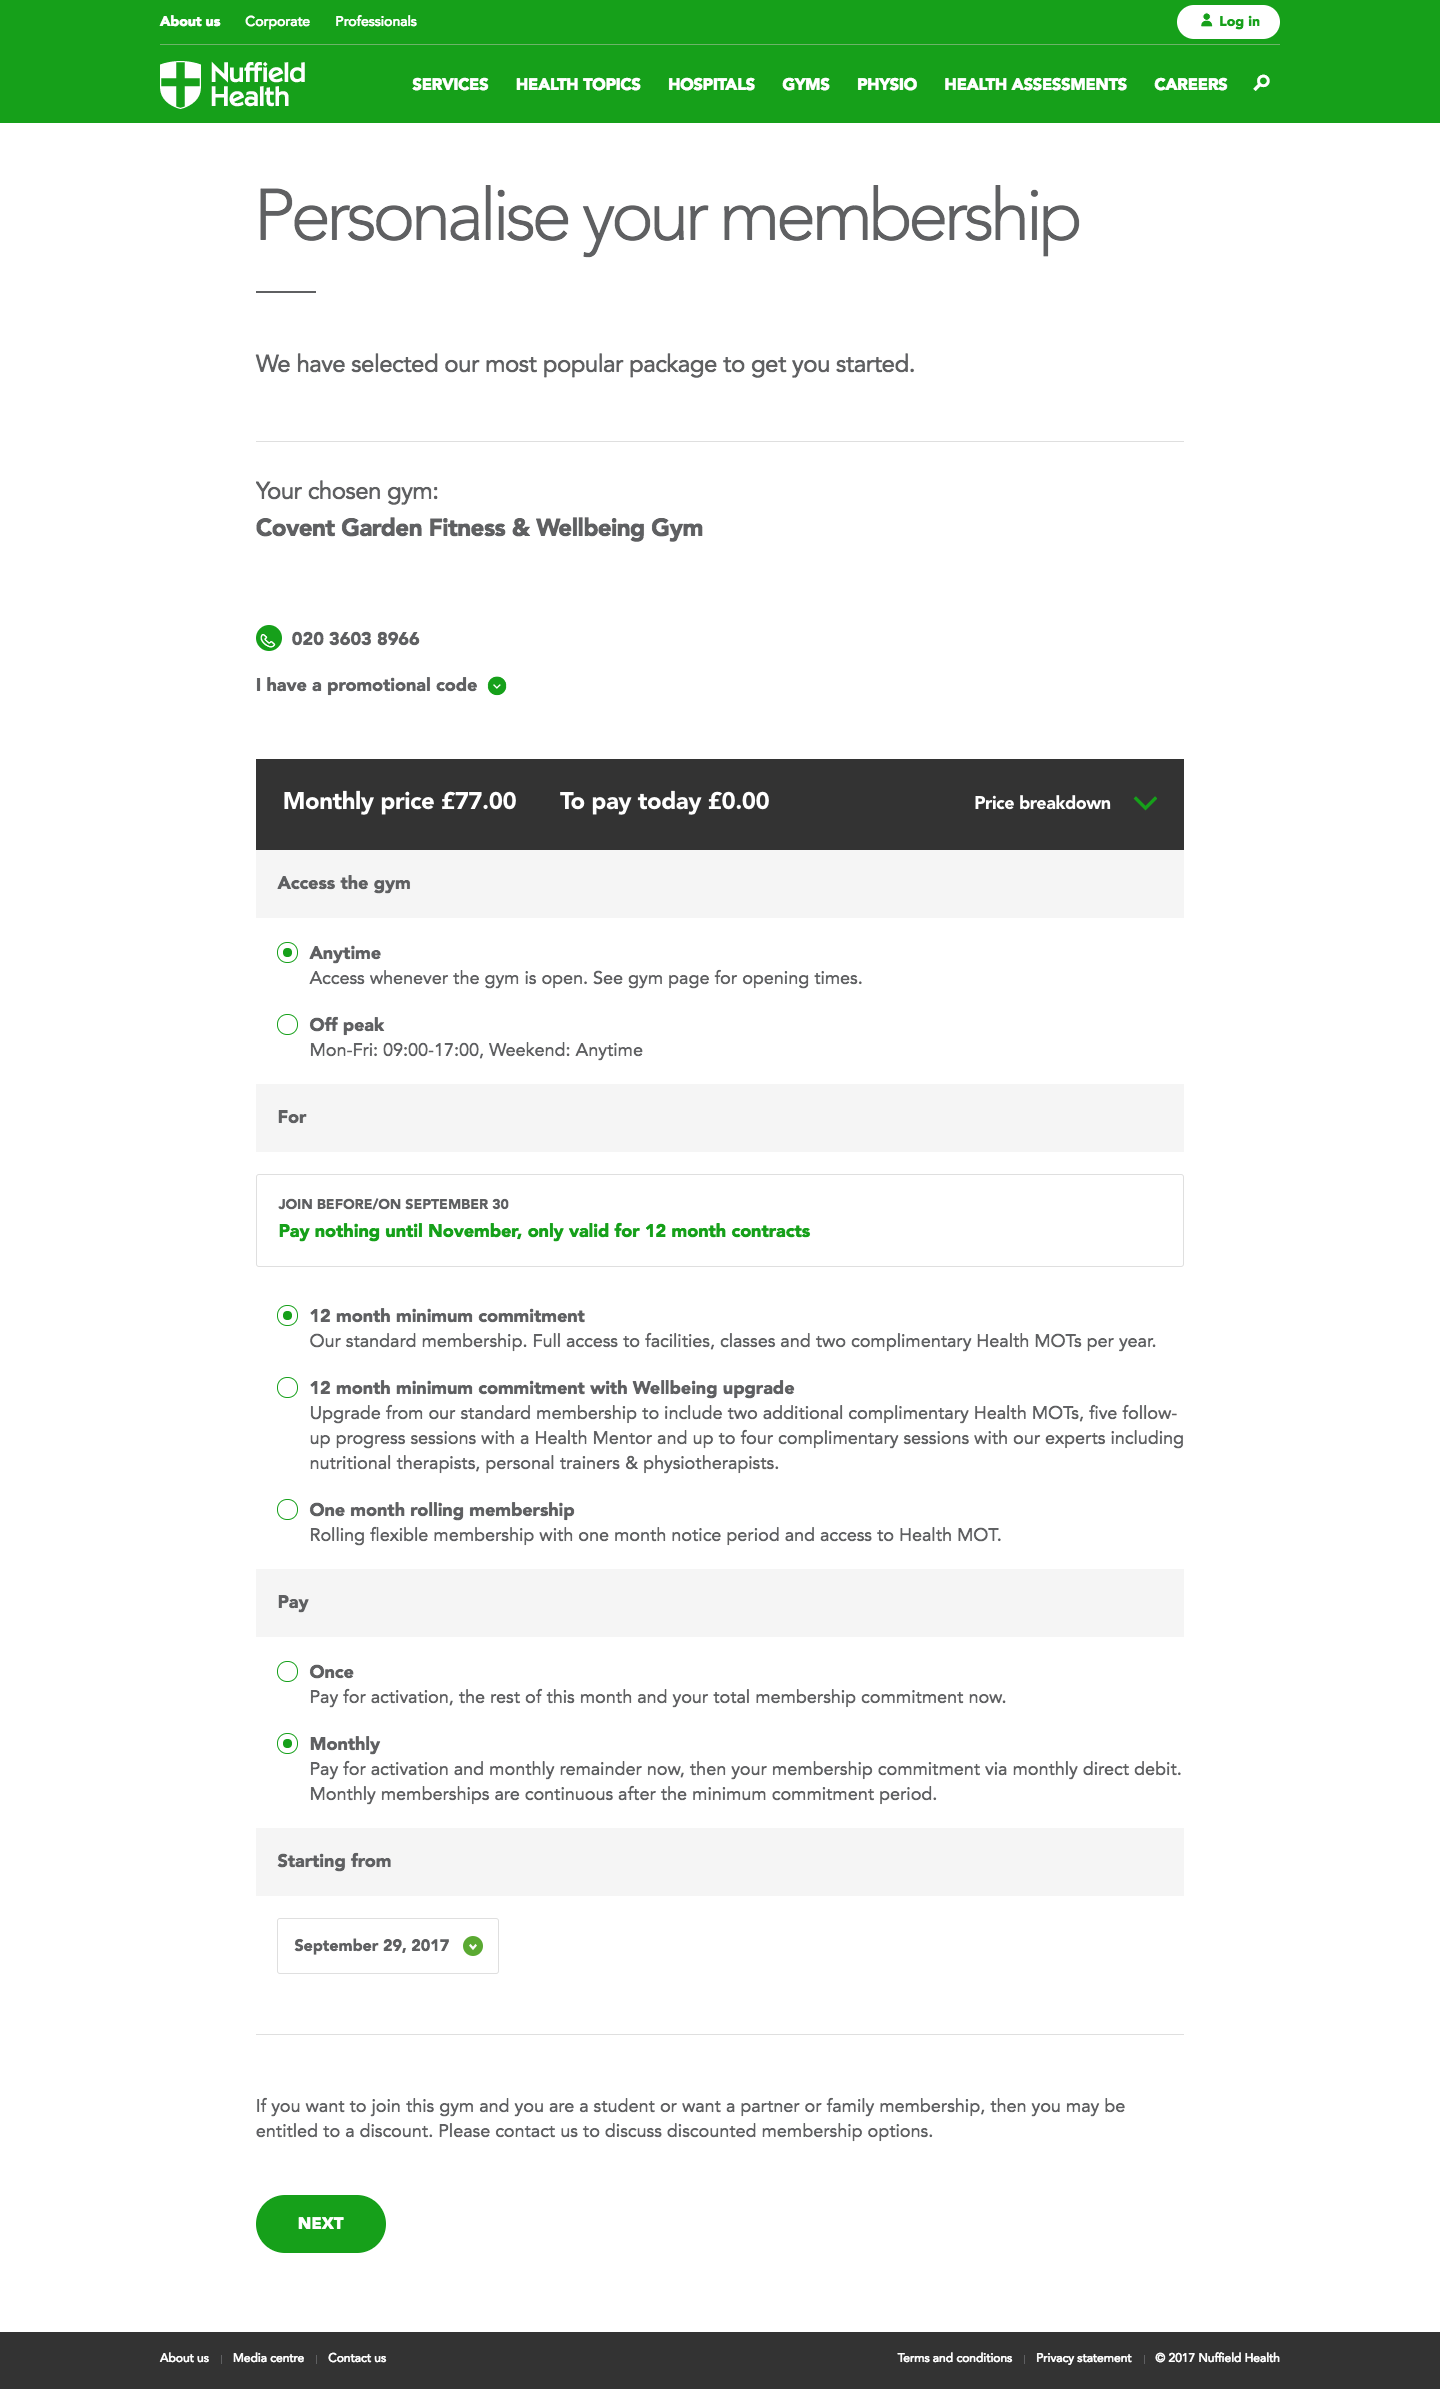 About us Corporate Professionals Log in
Nuffield
Health
SERVICES HEALTH TOPICS HOSPITALS GYMS PHYSIO HEALTH ASSESSMENTS CAREERS
Personalise your membership
We have selected our most popular package to get you started.
Your chosen gym:
Covent Garden Fitness & Wellbeing Gym
020 3603 8966
I have a promotional code
Monthly price £77.00 To pay today £0.00 Price breakdown
Access the gym
Anytime
Access whenever the gym is open. See gym page for opening times.
Off peak
Mon-Fri: 09:00-17:00, Weekend: Anytime
For
JOIN BEFORE/ON SEPTEMBER 30
Pay nothing until November, only valid for 12 month contracts
12 month minimum commitment
Our standard membership. Full access to facilities, classes and two complimentary Health MOTs per year.
12 month minimum commitment with Wellbeing upgrade
Upgrade from our standard membership to include two additional complimentary Health MOTs, five follow-
up progress sessions with a Health Mentor and up to four complimentary sessions with our experts including
nutritional therapists, personal trainers & physiotherapists.
One month rolling membership
Rolling flexible membership with one month notice period and access to Health MOT.
Pay
Once
Pay for activation, the rest of this month and your total membership commitment now.
Monthly
Pay for activation and monthly remainder now, then your membership commitment via monthly direct debit.
Monthly memberships are continuous after the minimum commitment period.
Starting from
September 29, 2017
If you want to join this gym and you are a student or want a partner or family membership, then you may be
entitled to a discount. Please contact us to discuss discounted membership options.
NEXT
About us | Media centre | Contact us Terms and conditions | Privacy statement | © 2017 Nuffield Health